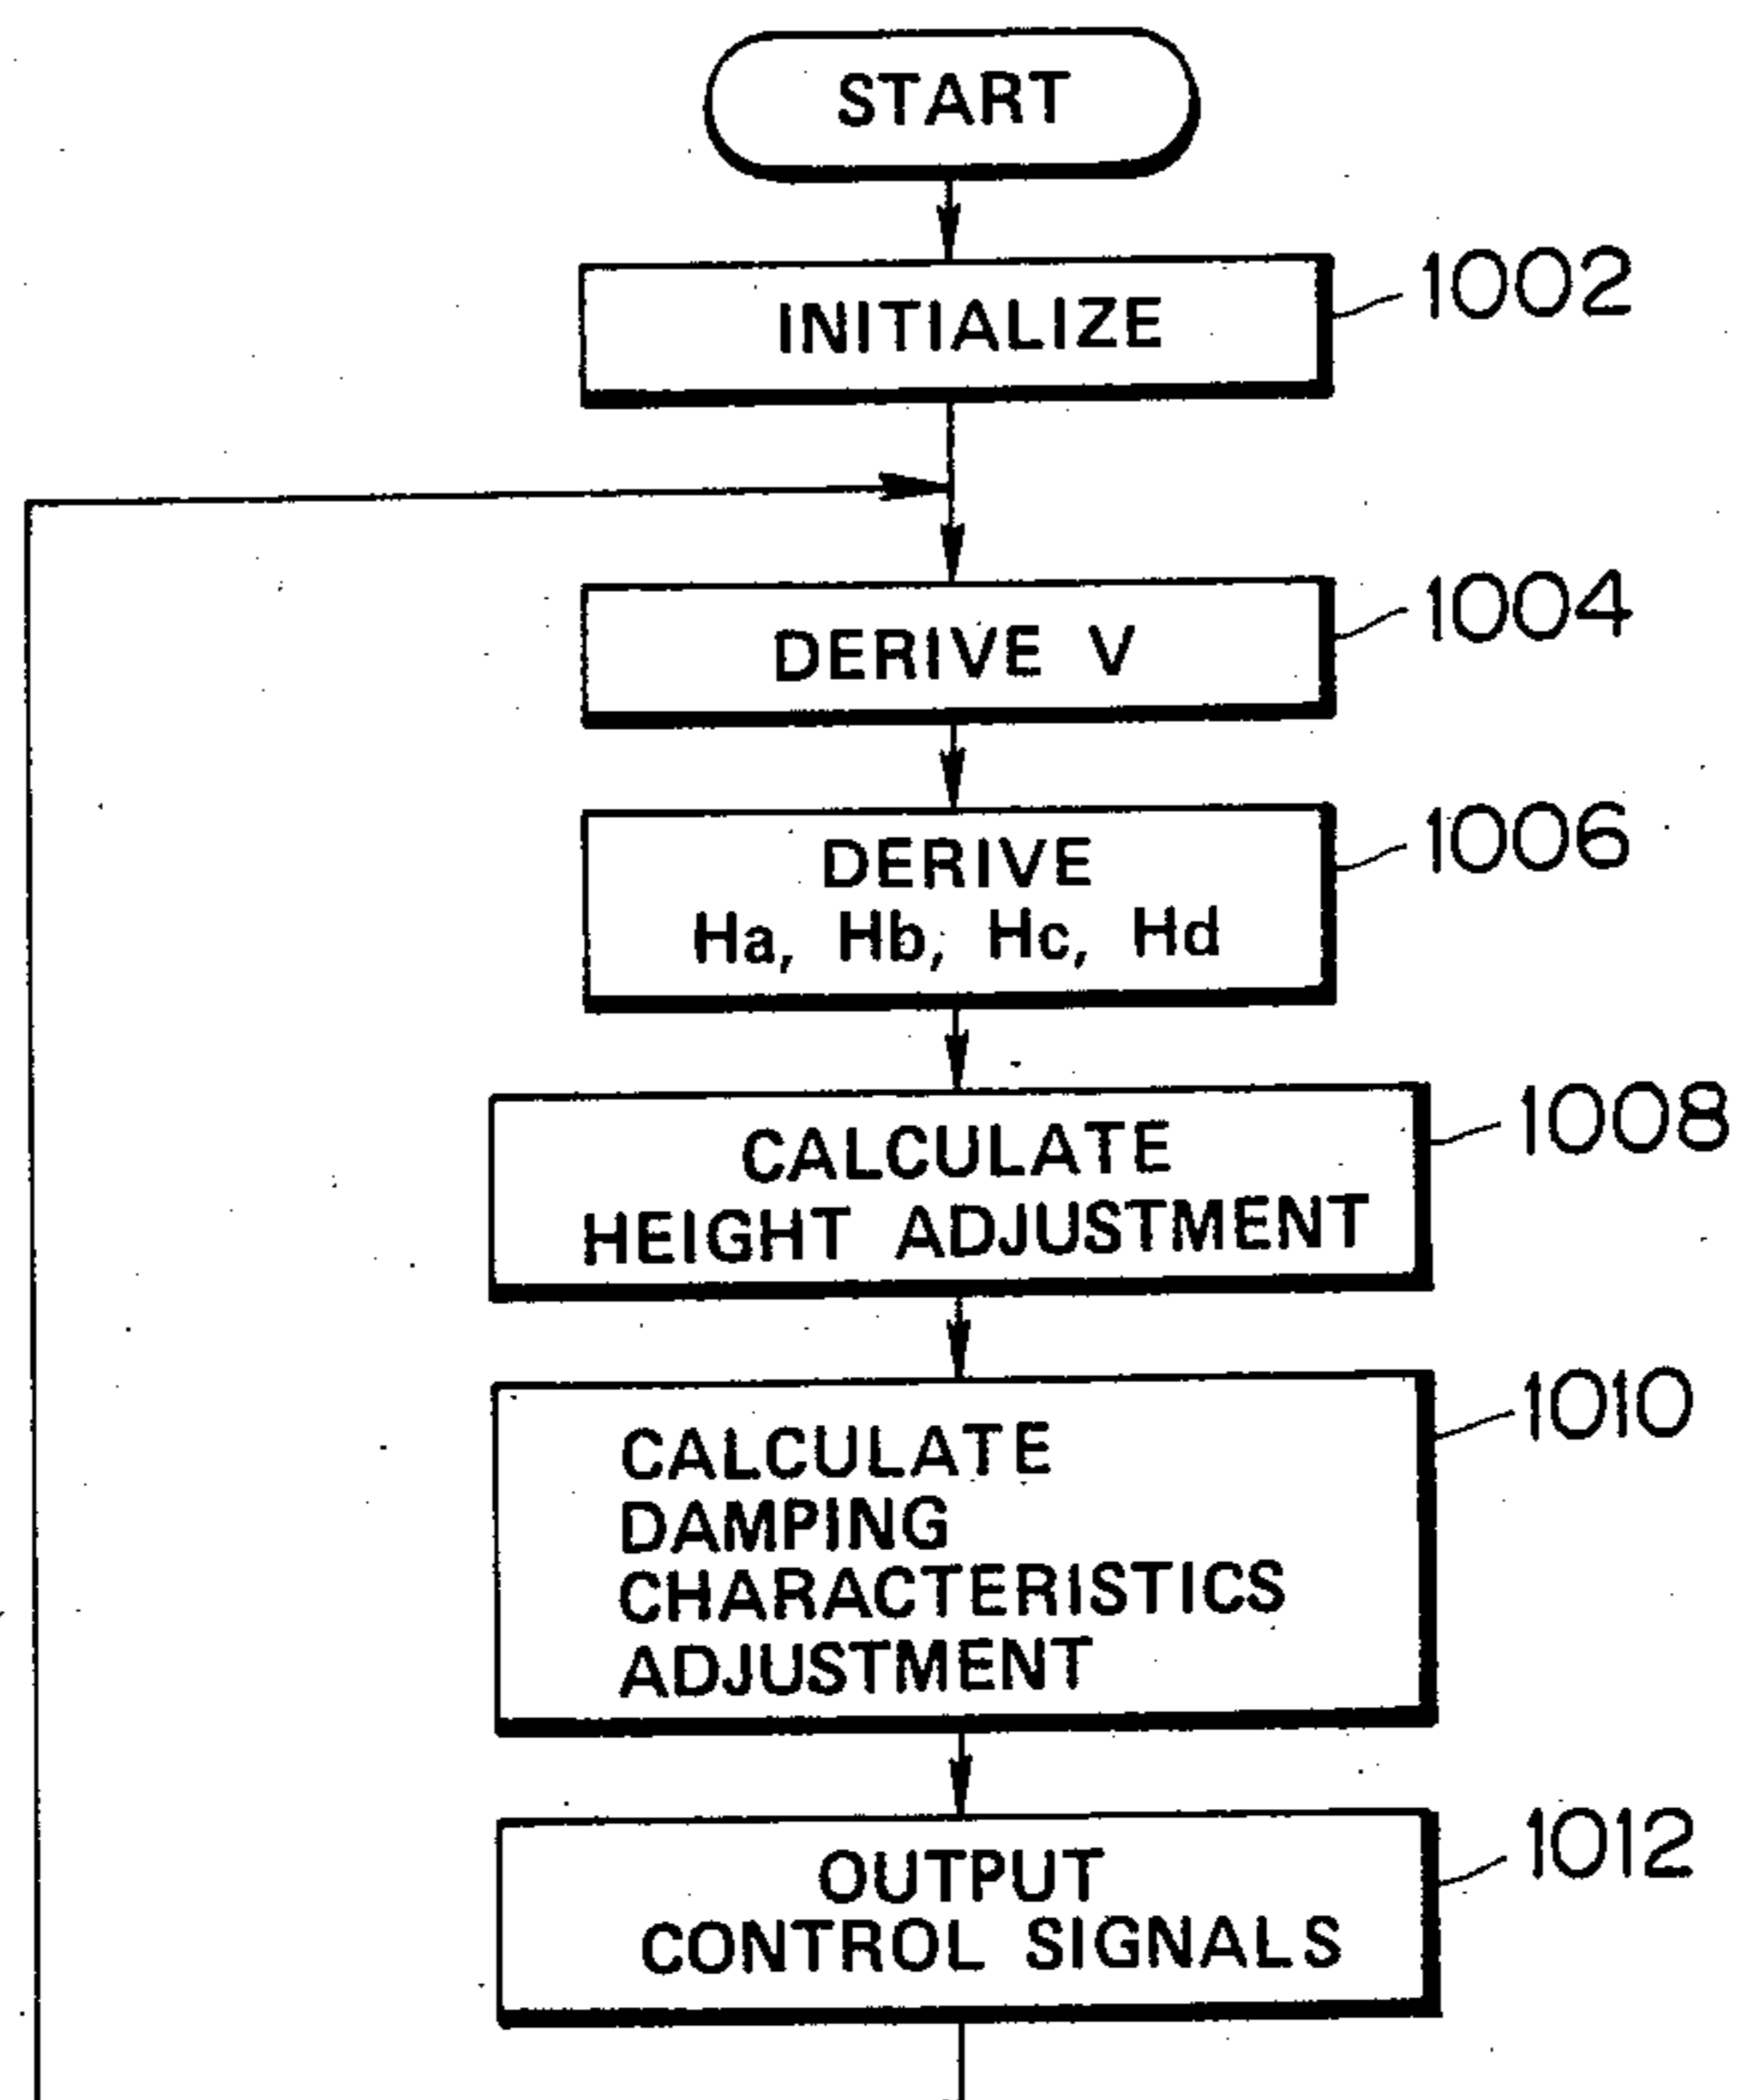 START
INITIALIZE
1002
DERIVE V
1004
DERIVE
Ha, Hb, Hc, Hd
1006
CALCULATE
HEIGHT ADJUSTMENT
1008
CALCULATE
DAMPING
CHARACTERISTICS
ADJUSTMENT
1010
OUTPUT
CONTROL SIGNALS
1012